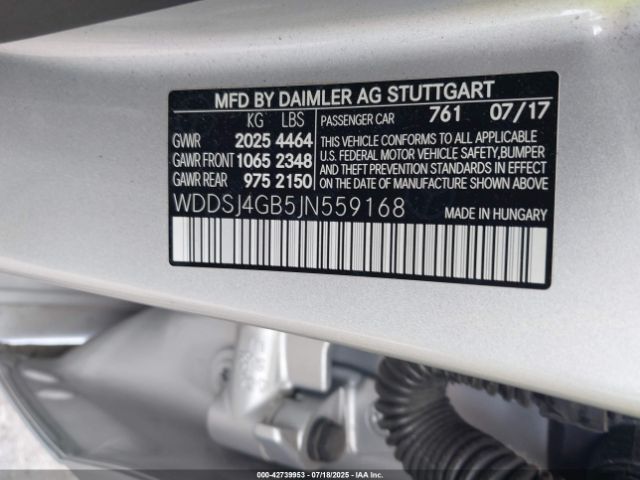 MFD BY DAIMLER AG STUTTGART
KG LBS PASSENGER CAR 761 07/17
GVWR 2025 4464 THIS VEHICLE CONFORMS TO ALL APPLICABLE
GAWR FRONT 1065 2348 U.S. FEDERAL MOTOR VEHICLE SAFETY,BUMPER
GAWR REAR 975 2150 AND THEFT PREVENTION STANDARDS IN
EFFECT ON THE DATE OF MANUFACTURE SHOWN ABOVE
WDDSJ4GB5JN559168 MADE IN HUNGARY
000-42739953 07/18/2025 - IAA Inc.